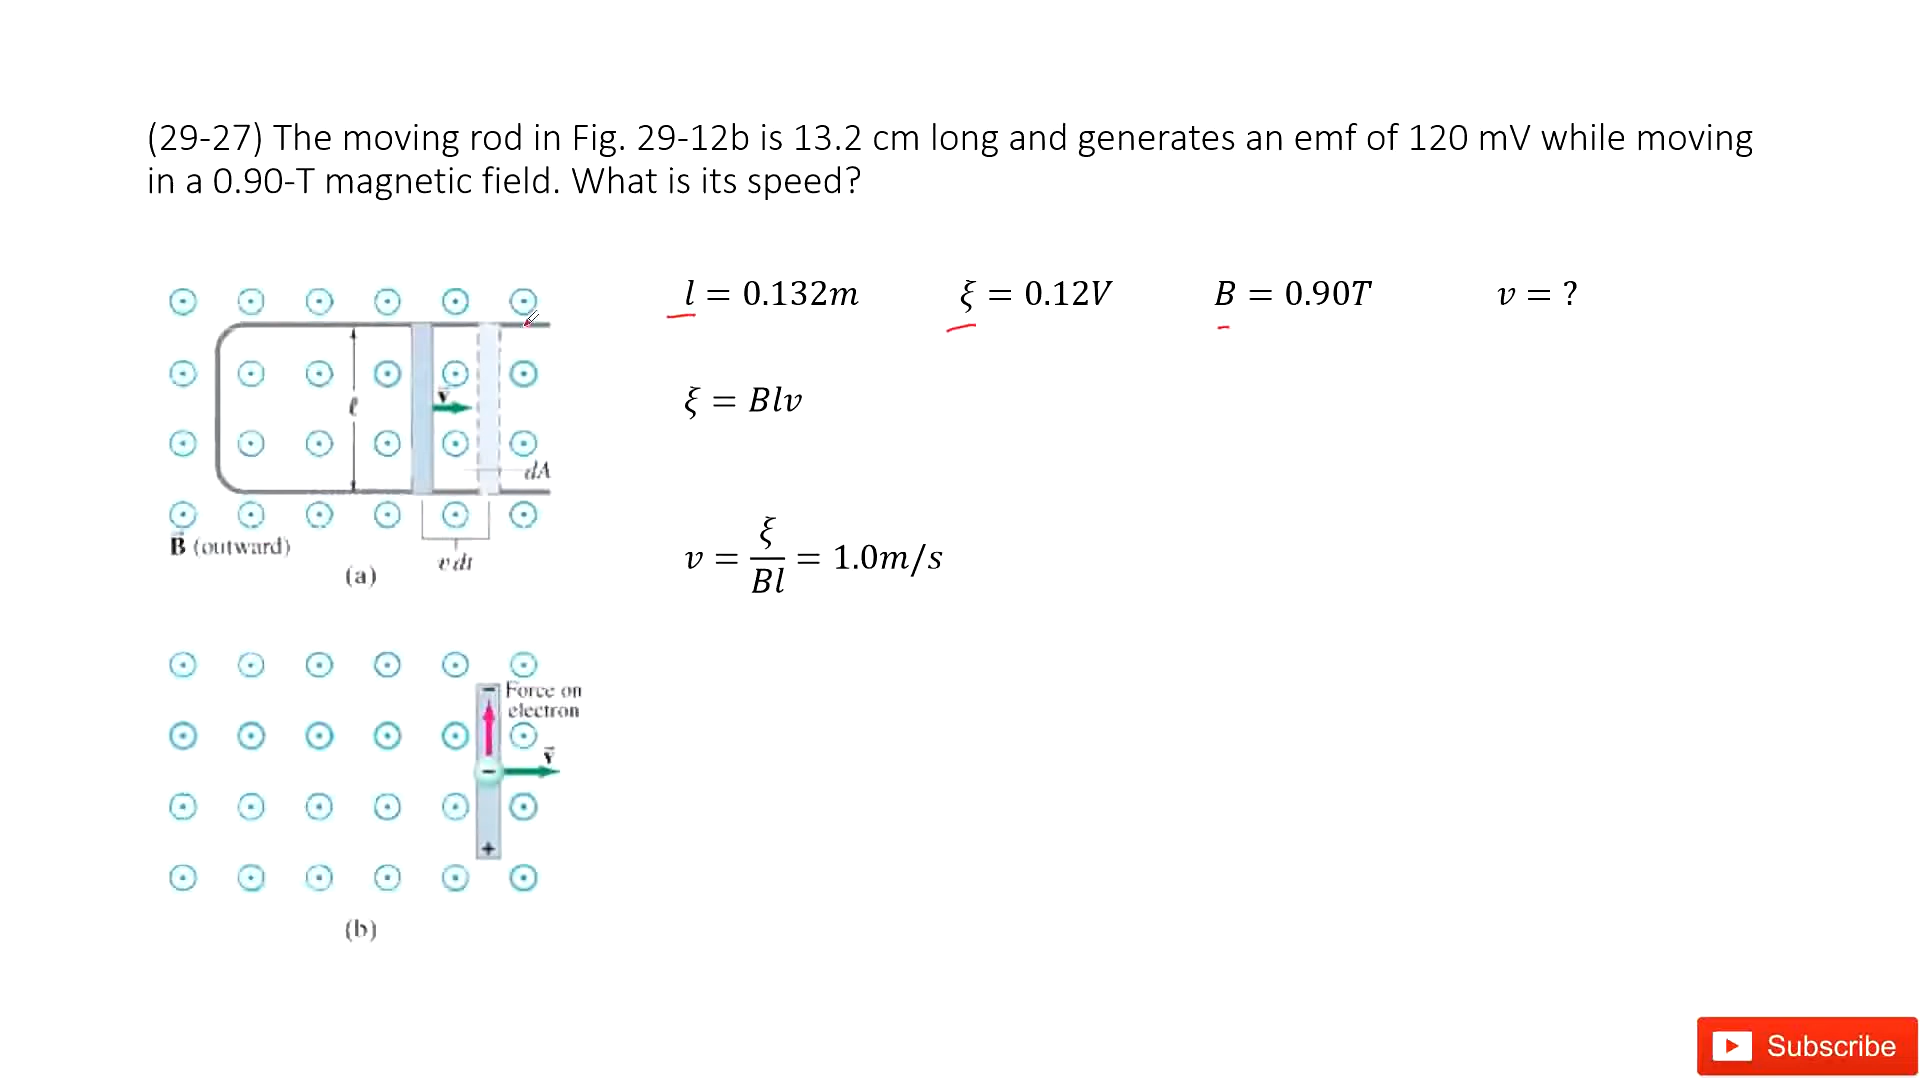 (29-27) The moving rod in Fig. 29-12b is 13.2 cm long and generates an emf of 120 mV while moving
in a 0.90-T magnetic field. What is its speed?
l = 0.132m
ξ = 0.12V
B = 0.90T
v = ?
ξ = Blv
v = ξ/Bl = 1.0m/s
ℓ
v⃗
dA
B⃗ (outward)
v dt
(a)
Force on
electron
v⃗
(b)
Subscribe